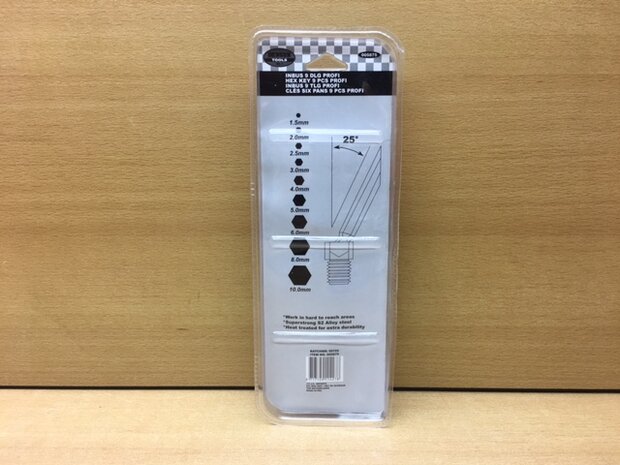 TOOLS
005875
INBUS 9 DLG PROFI
HEX KEY 9 PCS PROFI
INBUS 9 TLG PROFI
CLÉS SIX PANS 9 PCS PROFI
1.5mm
2.0mm
2.5mm
3.0mm
4.0mm
5.0mm
6.0mm
8.0mm
10.0mm
25°
*Work in hard to reach areas
*Superstrong S2 Alloy steel
*Heat treated for extra durability